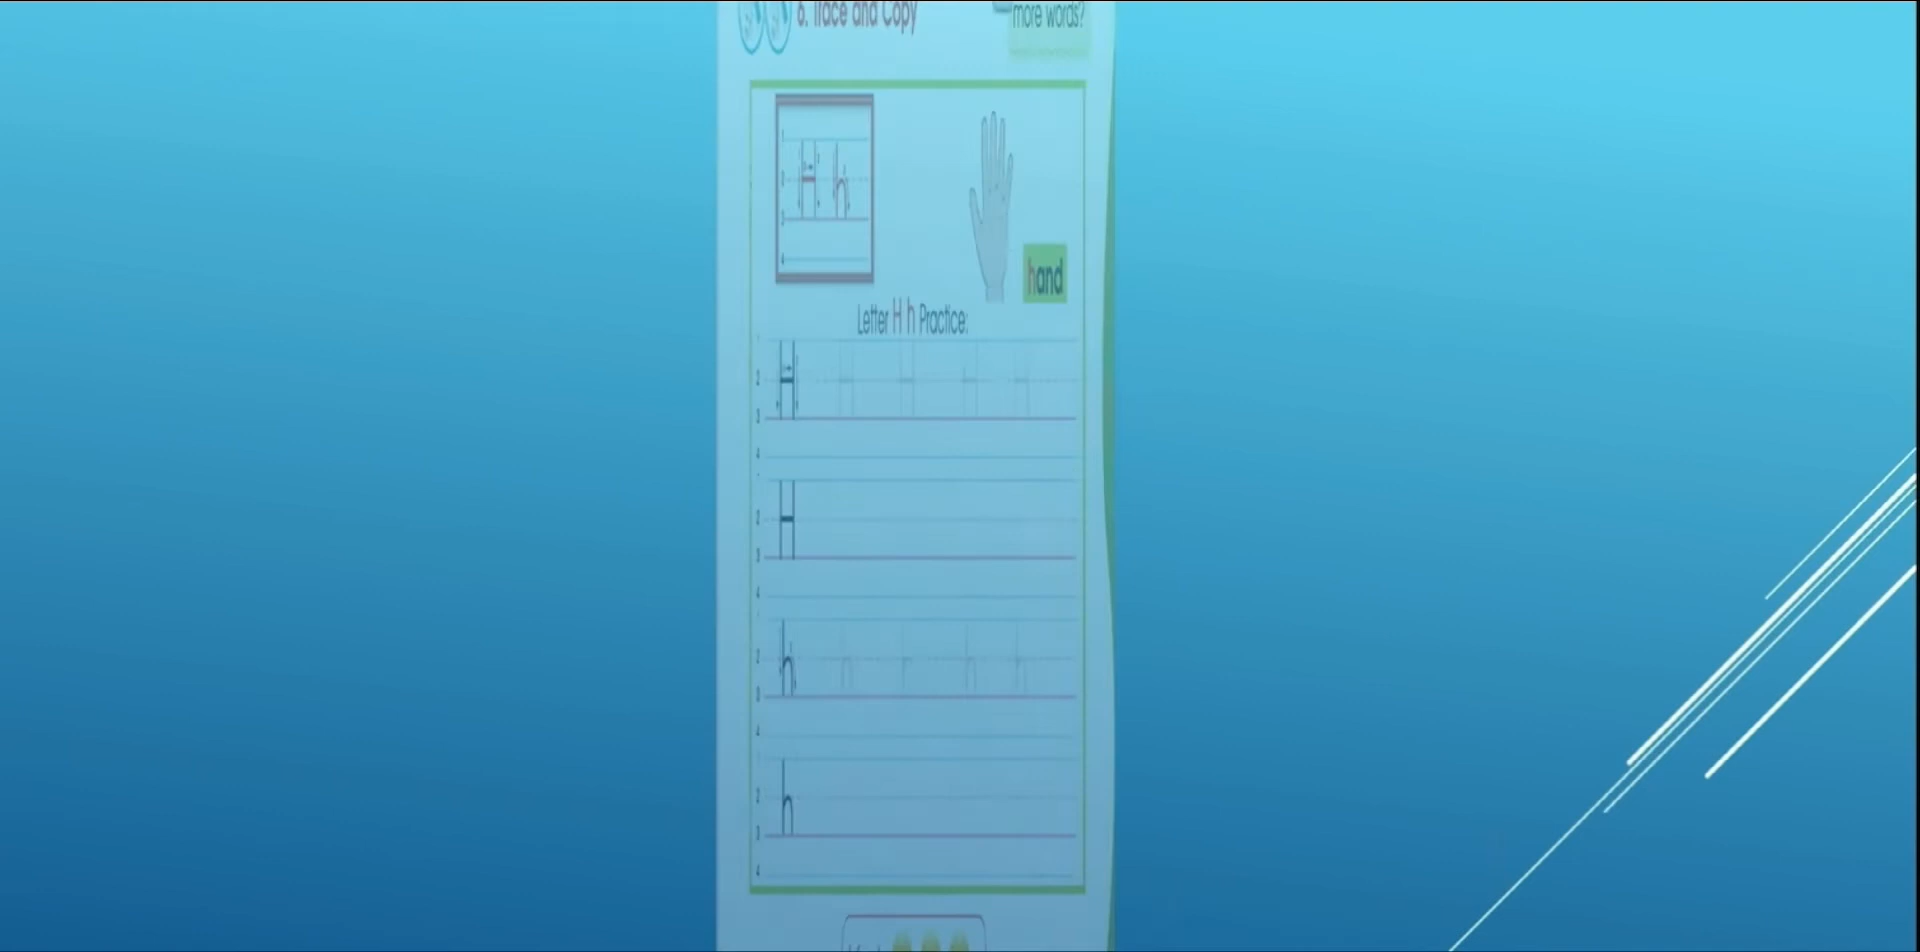 6. Trace and Copy
more words?
H h
hand
Letter H h Practice:
H H H H H
H
h h h h h
h